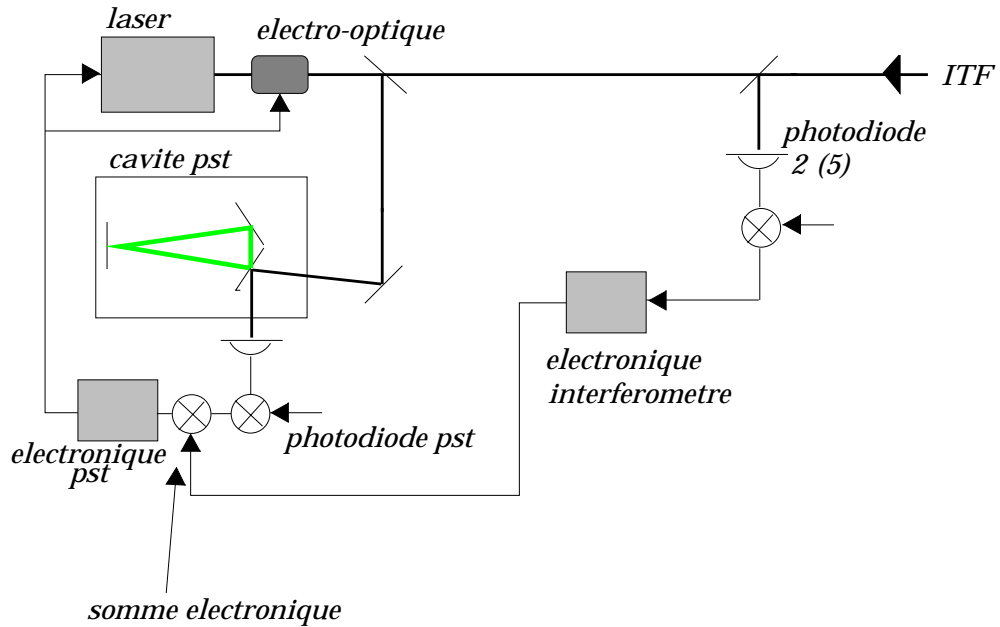 laser
electro-optique
ITF
photodiode
2 (5)
cavite pst
electronique
interferometre
photodiode pst
electronique
pst
somme electronique